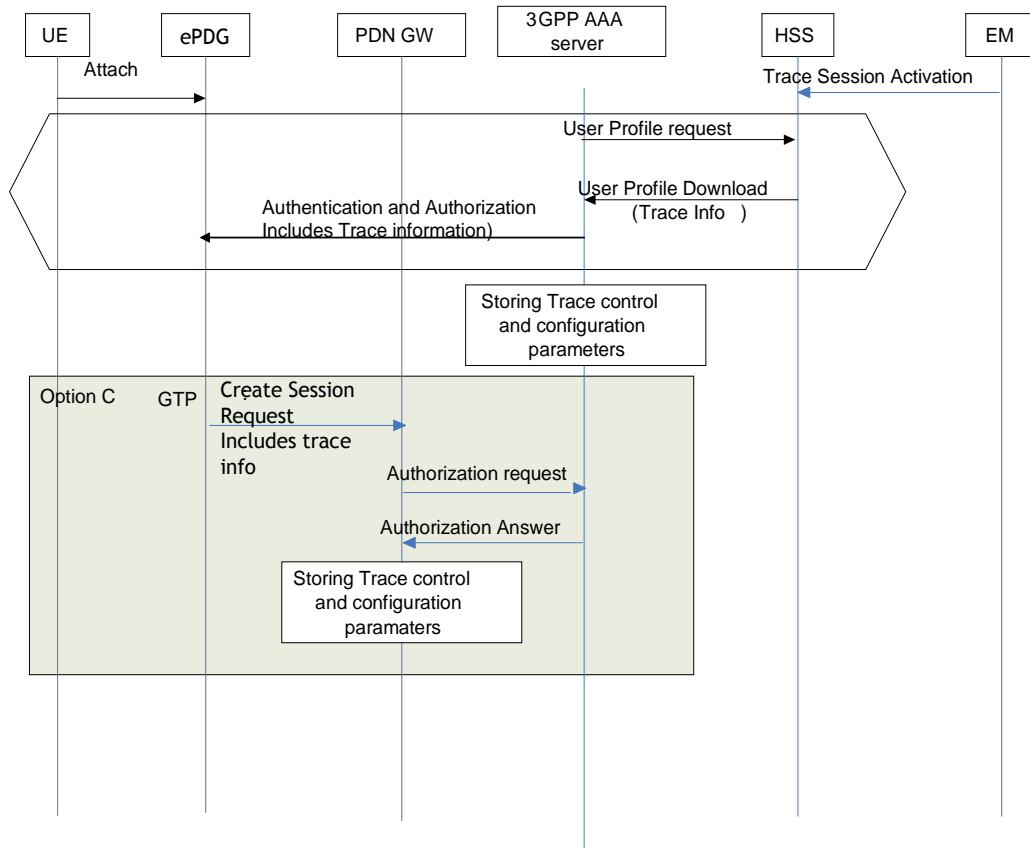 UE
ePDG
PDN GW
3GPP AAA
server
HSS
EM
Attach
Trace Session Activation
User Profile request
User Profile Download
(Trace Info )
Authentication and Authorization
Includes Trace information)
Storing Trace control
and configuration
parameters
Option C
GTP
Create Session
Request
Includes trace
info
Authorization request
Authorization Answer
Storing Trace control
and configuration
paramaters